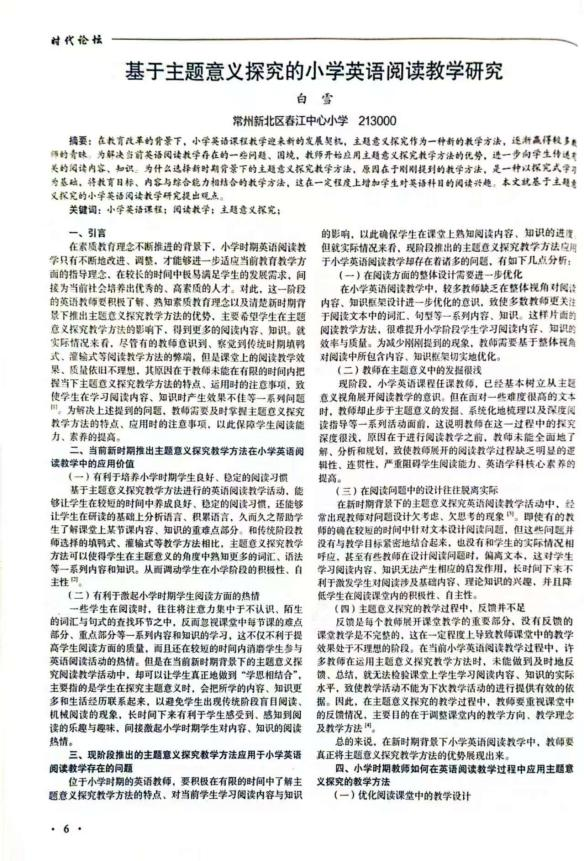 时代论坛
基于主题意义探究的小学英语阅读教学研究
白 雪
常州新北区春江中心小学 213000
摘要：在教育改革的背景下，小学英语课程教学迎来新的发展契机，主题意义探究作为一种新的教学方法，逐渐赢得较多教
师的青睐。为解决当前英语阅读教学存在的一些问题、困境，教师开始应用主题意义探究教学方法的优势，进一步向学生传递有
关的阅读内容、知识。为什么选择新时期背景下的主题意义探究教学方法，原因在于刚刚提到的教学方法，是一种以探究式学习
为基础，将教育目标、内容与综合能力相结合的教学方法，这在一定程度上增加学生对英语科目的阅读兴趣。本文就基于主题意
义探究的小学英语阅读教学研究提出观点。
关键词：小学英语课程；阅读教学；主题意义探究；
一、引言
在素质教育理念不断推进的背景下，小学时期英语阅读教
学只有不断地改进、调整，才能够进一步适应当前教育教学方
面的指导理念，在较长的时间中极易满足学生的发展需求，间
接为当前社会培养出优秀的、高素质的人才。对此，这一阶段
的英语教师要积极了解、熟知素质教育理念以及清楚新时期背
景下推出主题意义探究教学方法的优势，主要希望学生在主题
意义探究教学方法的影响下，得到更多的阅读内容、知识。就
实际情况来看，尽管有的教师意识到、察觉到传统时期填鸭
式、灌输式等阅读教学方法的弊端，但是课堂上的阅读教学效
果、质量依旧不理想，其原因在于教师未能在有限的时间内把
握当下主题意义探究教学方法的特点、运用时的注意事项，致
使学生在学习阅读内容、知识时产生效果不佳等一系列问题
[1]。为解决上述提到的问题，教师需要及时掌握主题意义探究
教学方法的特点、应用时的注意事项，以此保障学生阅读能
力、素养的提高。
二、当前新时期推出主题意义探究教学方法在小学英语阅
读教学中的应用价值
（一）有利于培养小学时期学生良好、稳定的阅读习惯
基于主题意义探究教学方法进行的英语阅读教学活动，能
够让学生在较短的时间中养成良好、稳定的阅读习惯，还能够
让学生在研读的基础上分析语言、积累语言，久而久之帮助学
生了解课堂上某节课内容、知识的重难点部分。和传统阶段教
师选择的填鸭式、灌输式等教学方法相比，主题意义探究教学
方法可以使得学生在主题意义的角度中熟知更多的词汇、语法
等一系列内容和知识。从而调动学生在小学阶段的积极性、自
主性[2]。
（二）有利于激起小学时期学生阅读方面的热情
一些学生在阅读时，往往将注意力集中于不认识、陌生
的词汇与句式的查找环节之中，反而忽视课堂中每节课的难点
部分、重点部分等一系列内容和知识的学习，这不仅不利于提
高学生阅读方面的质量，而且还在较短的时间内消磨学生参与
英语阅读活动的热情。但是在当前新时期背景下的主题意义探
究阅读教学活动中，却可以让学生真正地做到“学思相结合”，
主要指的是学生在探究主题意义时，会把所学的内容、知识更
多和生活经历联系起来，以避免学生出现传统阶段盲目阅读、
机械阅读的现象，长时间下来有利于学生感受到、感知到阅
读的乐趣与趣味，间接激起小学期学生对内容、知识的阅读
热情。
三、现阶段推出的主题意义探究教学方法应用于小学英语
阅读教学存在的问题
位于小学时期的英语教师，要积极在有限的时间中了解主
题意义探究教学方法的特点、对当前学生学习阅读内容与知识
的影响，以此确保学生在课堂上熟知阅读内容、知识的进度。
但就实际情况来看，现阶段推出的主题意义探究教学方法应用
于小学英语阅读教学却存在着诸多的问题，有如下几点分析：
（一）在阅读方面的整体设计需要进一步优化
在小学英语阅读教学中，较多教师缺乏在整体视角对阅读
内容、知识框架设计进一步优化的意识，致使多数教师更关注
于阅读文本中的词汇、句型等一系列内容、知识。这样片面的
阅读教学方法，很难提升小学阶段学生学习阅读内容、知识的
效率与质量。为减少刚刚提到的现象，教师需要基于整体视角
对阅读中所包含内容、知识框架切实地优化。
（二）教师在主题意义中的发掘很浅
现阶段，小学英语课程任课教师，已经基本树立从主题
意义视角展开阅读教学的意识。但在面对一些难度很高的文本
时，教师却止步于主题意义的发掘、系统化地梳理以及深度阅
读指导等一系列活动面前，这说明教师在这一过程中的探究
深度很浅，原因在于进行阅读教学之前，教师未能全面地了
解、分析和规划，致使教师展开的阅读教学过程缺乏明显的逻
辑性、连贯性，严重阻碍学生阅读能力、英语学科核心素养的
提高。
（三）在阅读问题中的设计往往脱离实际
在新时期背景下的主题意义探究英语阅读教学活动中，经
常出现教师对问题设计欠考虑、欠思考的现象[3]。即使有的教
师的确在较短的时间中针对文本设计阅读问题，但这些问题并
没有与教学目标紧密地结合起来，也没有和学生的实际情况相
呼应，甚至有些教师在设计阅读问题时，偏离文本，这对学生
学习阅读内容、知识无法产生相应的启发作用，长时间下来不
利于激发学生对阅读涉及基础内容、理论知识的兴趣，并且降
低学生在阅读课堂内的积极性、自主性。
（四）主题意义探究的教学过程中，反馈并不足
反馈是每个教师展开课堂教学的重要部分，没有反馈的
课堂教学是不完整的，这在一定程度上导致教师课堂中的教学
效果处于不理想的阶段。在当前小学英语阅读教学过程中，许
多教师在运用主题意义探究教学方法时，未能做到及时地反
馈、总结，就无法检验课堂上学生学习阅读内容、知识的实际
水平，致使教学活动不能为下次教学活动的进行提供有效的依
据。因此，在主题意义探究的教学过程中，教师要重视课堂中
的反馈情况，主要目的在于调整课堂内的教学方向、教学理念
及教学方法[4]。
总的来说，在新时期背景下小学英语阅读教学中，教师要
真正将主题意义探究教学方法的优势展现出来。
四、小学时期教师如何在英语阅读教学过程中应用主题意
义探究的教学方法
（一）优化阅读课堂中的教学设计
·6·